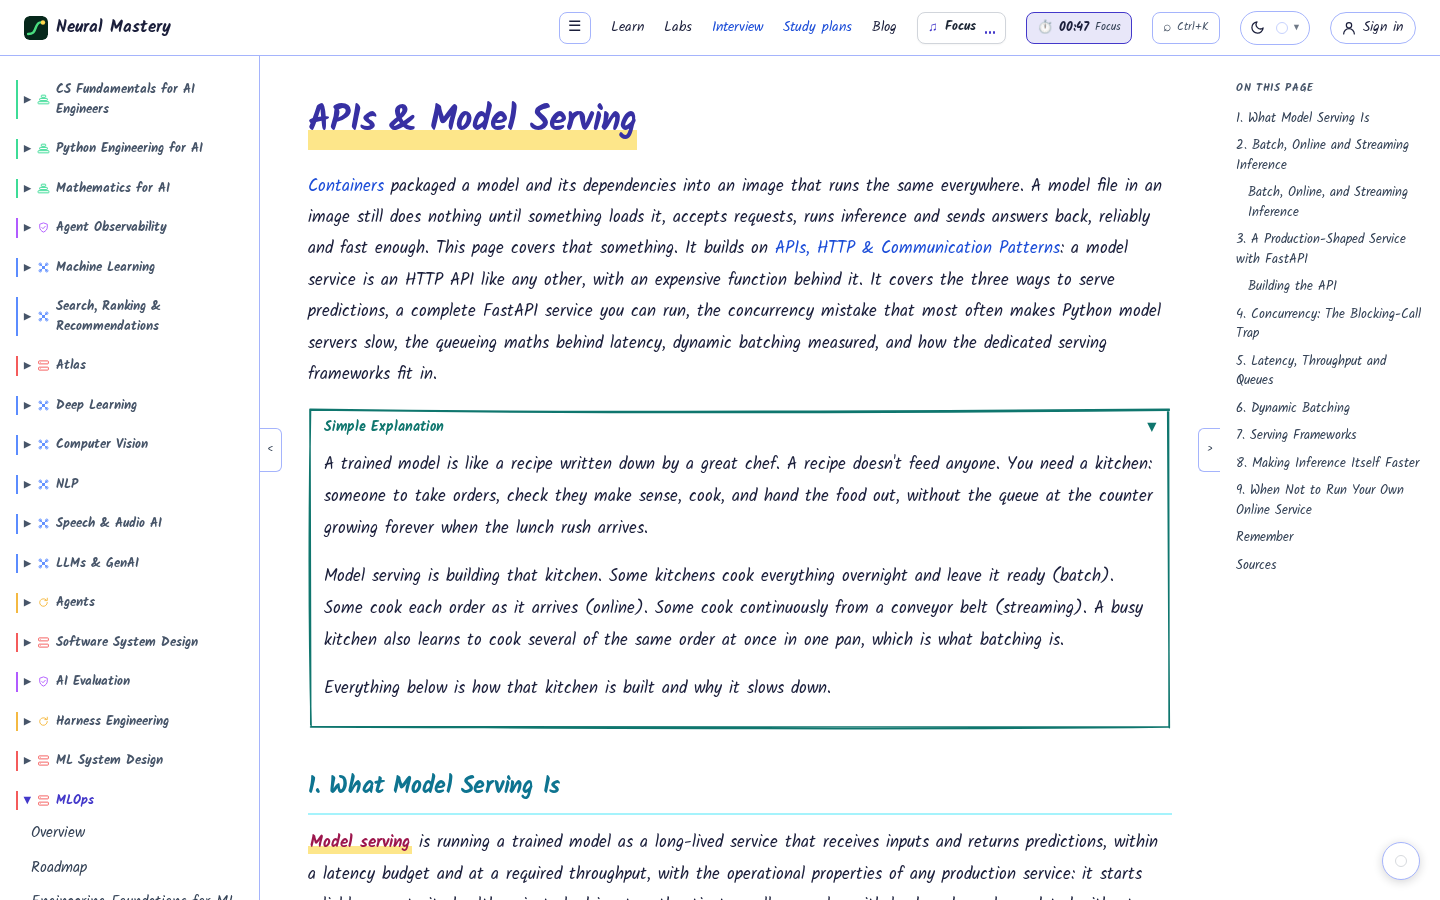 Neural Mastery
☰ Learn Labs Interview Study plans Blog ♫ Focus ... ⏱ 00:47 Focus ⌕ Ctrl+K ▾ Sign in
▶ CS Fundamentals for AI
Engineers
▶ Python Engineering for AI
▶ Mathematics for AI
▶ Agent Observability
▶ Machine Learning
▶ Search, Ranking &
Recommendations
▶ Atlas
▶ Deep Learning
▶ Computer Vision
▶ NLP
▶ Speech & Audio AI
▶ LLMs & GenAI
▶ Agents
▶ Software System Design
▶ AI Evaluation
▶ Harness Engineering
▶ ML System Design
▼ MLOps
Overview
Roadmap
Engineering Foundations for ML
<
APIs & Model Serving
Containers packaged a model and its dependencies into an image that runs the same everywhere. A model file in an
image still does nothing until something loads it, accepts requests, runs inference and sends answers back, reliably
and fast enough. This page covers that something. It builds on APIs, HTTP & Communication Patterns: a model
service is an HTTP API like any other, with an expensive function behind it. It covers the three ways to serve
predictions, a complete FastAPI service you can run, the concurrency mistake that most often makes Python model
servers slow, the queueing maths behind latency, dynamic batching measured, and how the dedicated serving
frameworks fit in.
Simple Explanation ▼
A trained model is like a recipe written down by a great chef. A recipe doesn't feed anyone. You need a kitchen:
someone to take orders, check they make sense, cook, and hand the food out, without the queue at the counter
growing forever when the lunch rush arrives.
Model serving is building that kitchen. Some kitchens cook everything overnight and leave it ready (batch).
Some cook each order as it arrives (online). Some cook continuously from a conveyor belt (streaming). A busy
kitchen also learns to cook several of the same order at once in one pan, which is what batching is.
Everything below is how that kitchen is built and why it slows down.
1. What Model Serving Is
Model serving is running a trained model as a long-lived service that receives inputs and returns predictions, within
a latency budget and at a required throughput, with the operational properties of any production service: it starts
>
ON THIS PAGE
1. What Model Serving Is
2. Batch, Online and Streaming
Inference
Batch, Online, and Streaming
Inference
3. A Production-Shaped Service
with FastAPI
Building the API
4. Concurrency: The Blocking-Call
Trap
5. Latency, Throughput and
Queues
6. Dynamic Batching
7. Serving Frameworks
8. Making Inference Itself Faster
9. When Not to Run Your Own
Online Service
Remember
Sources